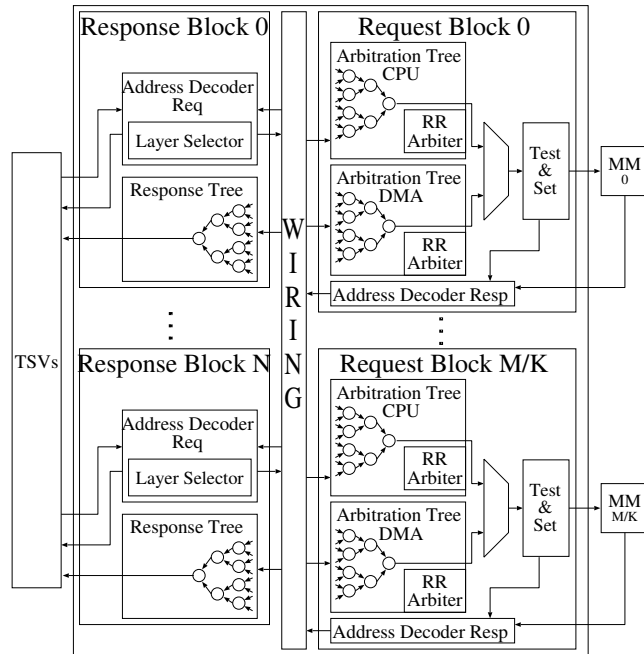 Response Block 0
Address Decoder
Req
Layer Selector
Response Tree
WIRING
Request Block 0
Arbitration Tree
CPU
RR
Arbiter
Arbitration Tree
DMA
RR
Arbiter
Test
&
Set
MM
0
Address Decoder Resp
TSVs
Response Block N
Address Decoder
Req
Layer Selector
Response Tree
Request Block M/K
Arbitration Tree
CPU
RR
Arbiter
Arbitration Tree
DMA
RR
Arbiter
Test
&
Set
MM
M/K
Address Decoder Resp